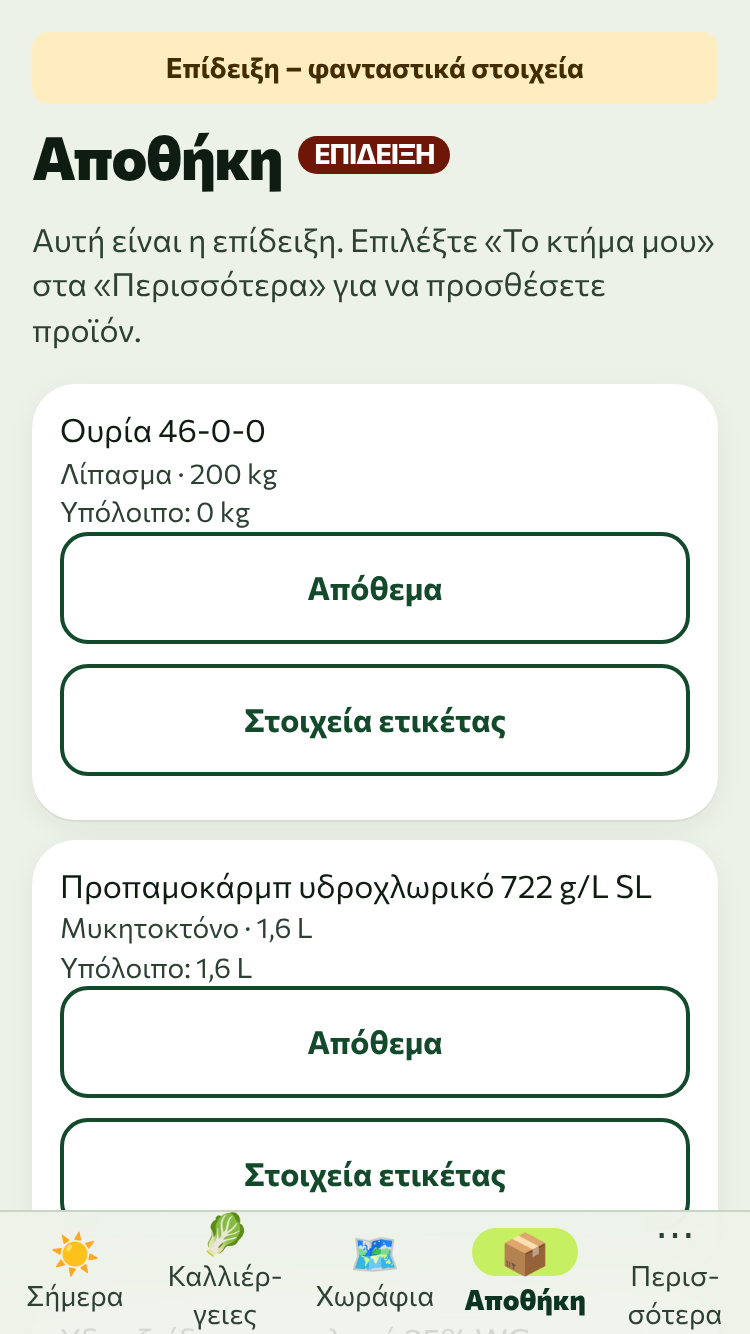 Επίδειξη – φανταστικά στοιχεία
Αποθήκη ΕΠΙΔΕΙΞΗ
Αυτή είναι η επίδειξη. Επιλέξτε «Το κτήμα μου»
στα «Περισσότερα» για να προσθέσετε
προϊόν.
Ουρία 46-0-0
Λίπασμα · 200 kg
Υπόλοιπο: 0 kg
Απόθεμα
Στοιχεία ετικέτας
Προπαμοκάρμπ υδροχλωρικό 722 g/L SL
Μυκητοκτόνο · 1,6 L
Υπόλοιπο: 1,6 L
Απόθεμα
Στοιχεία ετικέτας
Σήμερα
Καλλιέρ-
γειες
Χωράφια
Αποθήκη
...
Περισ-
σότερα